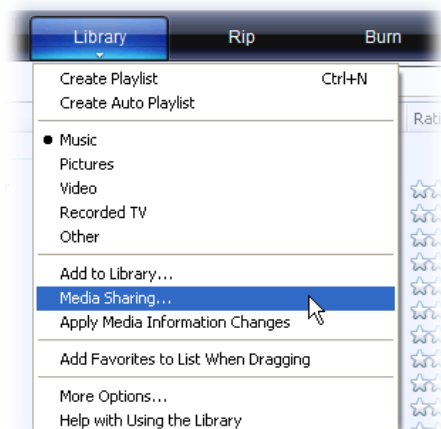 Library Rip Burn
Create Playlist Ctrl+N
Create Auto Playlist
Music
Pictures
Video
Recorded TV
Other
Add to Library...
Media Sharing...
Apply Media Information Changes
Add Favorites to List When Dragging
More Options...
Help with Using the Library